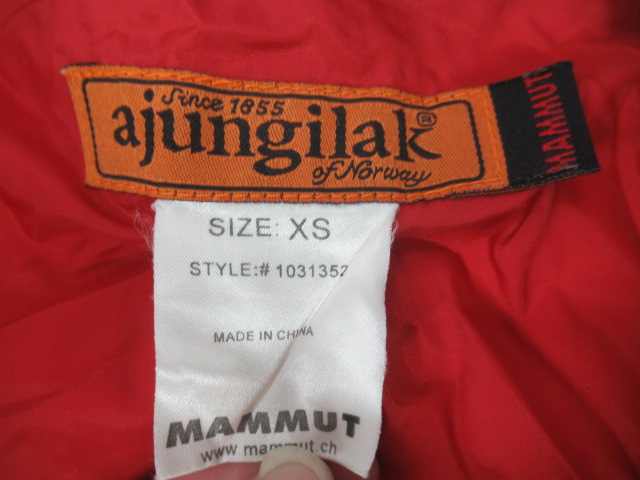 Since 1855
ajungilak®
of Norway
MAMMUT
SIZE: XS
STYLE:# 1031352
MADE IN CHINA
MAMMUT
www.mammut.ch